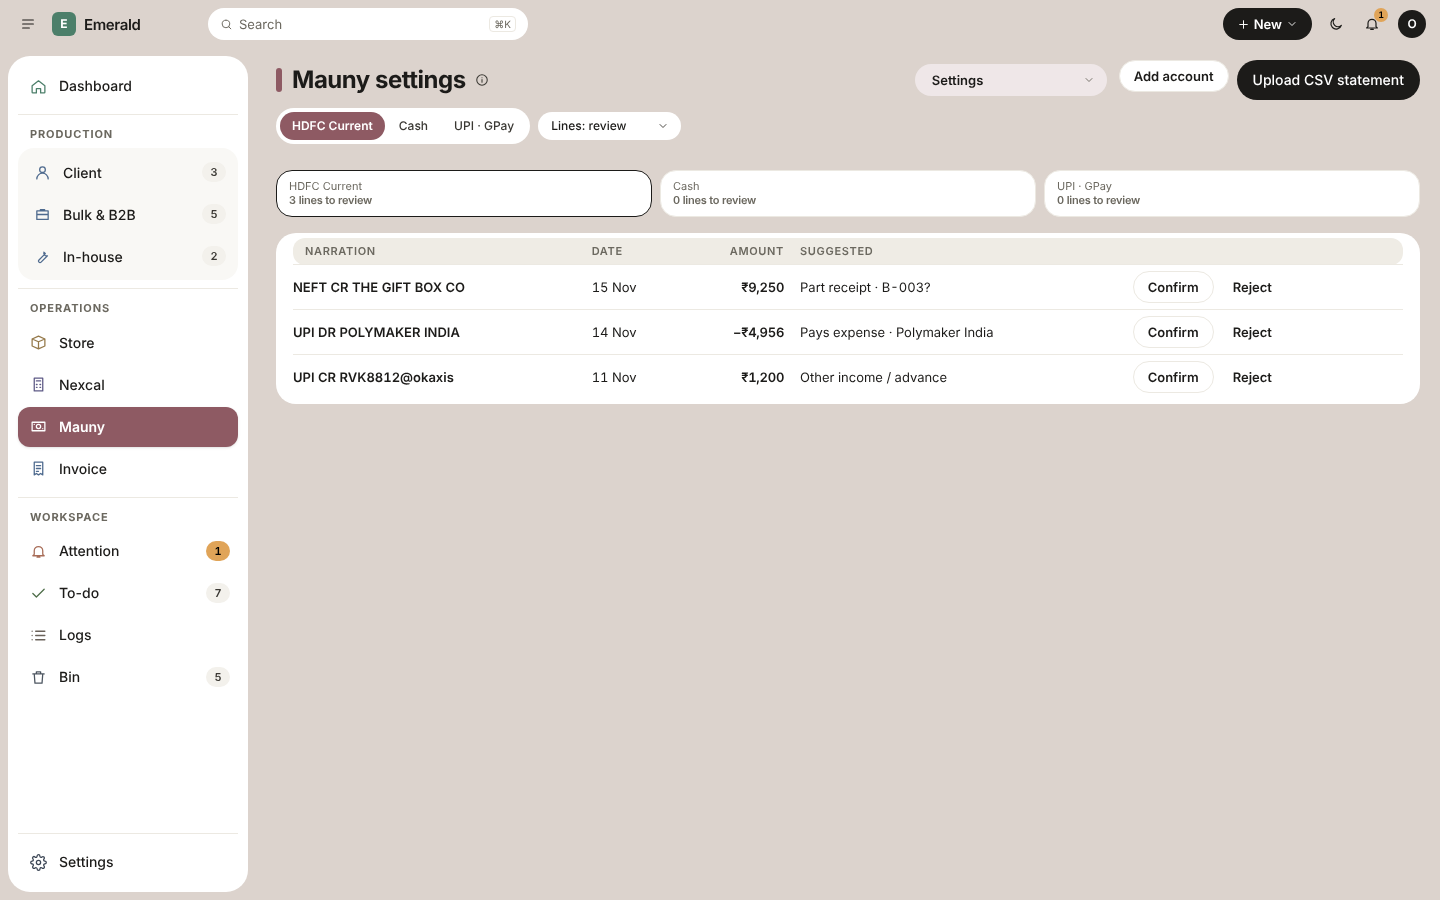 E Emerald
Search ⌘K
+ New
1
O
Dashboard
PRODUCTION
Client 3
Bulk & B2B 5
In-house 2
OPERATIONS
Store
Nexcal
Mauny
Invoice
WORKSPACE
Attention 1
To-do 7
Logs
Bin 5
Settings
Mauny settings
Settings
Add account
Upload CSV statement
HDFC Current Cash UPI · GPay Lines: review
HDFC Current
3 lines to review
Cash
0 lines to review
UPI · GPay
0 lines to review
NARRATION DATE AMOUNT SUGGESTED
NEFT CR THE GIFT BOX CO 15 Nov ₹9,250 Part receipt · B-003? Confirm Reject
UPI DR POLYMAKER INDIA 14 Nov −₹4,956 Pays expense · Polymaker India Confirm Reject
UPI CR RVK8812@okaxis 11 Nov ₹1,200 Other income / advance Confirm Reject